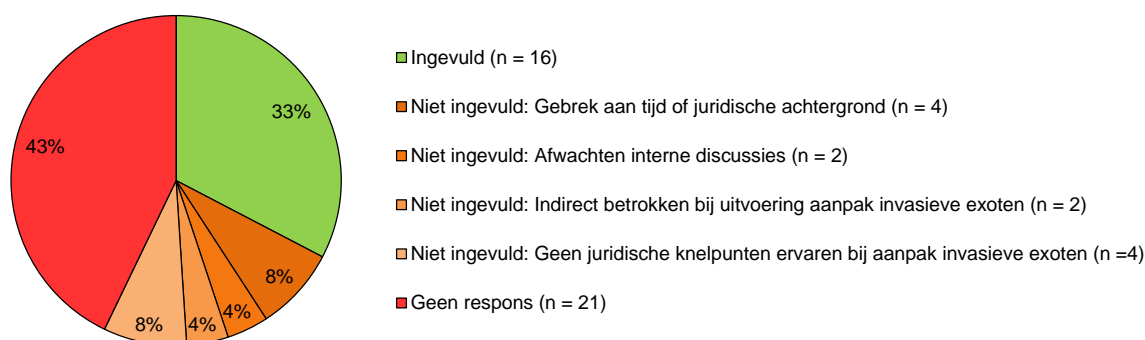 33%
43%
8%
4%
4%
8%
Ingevuld (n = 16)
Niet ingevuld: Gebrek aan tijd of juridische achtergrond (n = 4)
Niet ingevuld: Afwachten interne discussies (n = 2)
Niet ingevuld: Indirect betrokken bij uitvoering aanpak invasieve exoten (n = 2)
Niet ingevuld: Geen juridische knelpunten ervaren bij aanpak invasieve exoten (n =4)
Geen respons (n = 21)